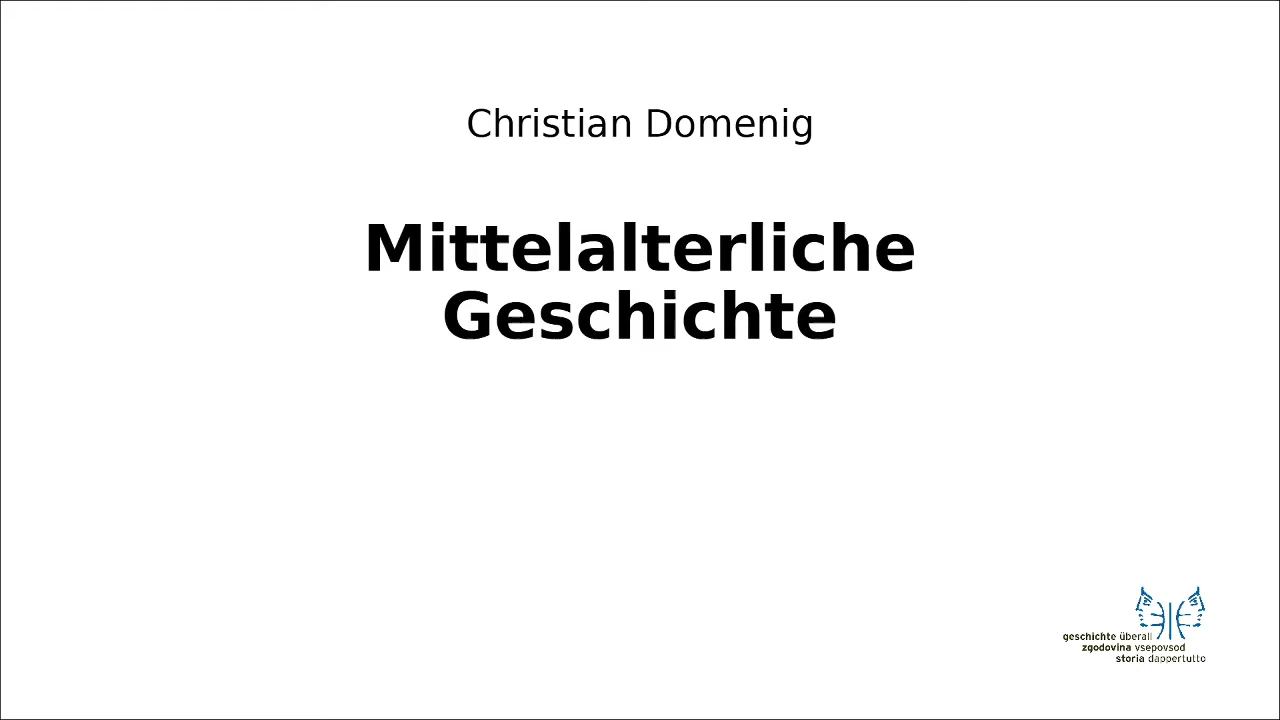 Christian Domenig
Mittelalterliche
Geschichte
geschichte überall
zgodovina vsepovsod
storia dappertutto